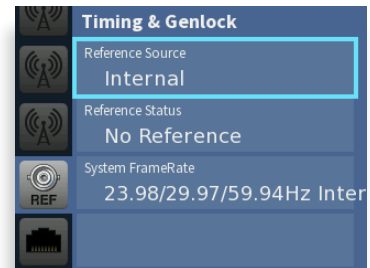 Timing & Genlock
Reference Source
Internal
Reference Status
No Reference
System FrameRate
23.98/29.97/59.94Hz Inter
REF